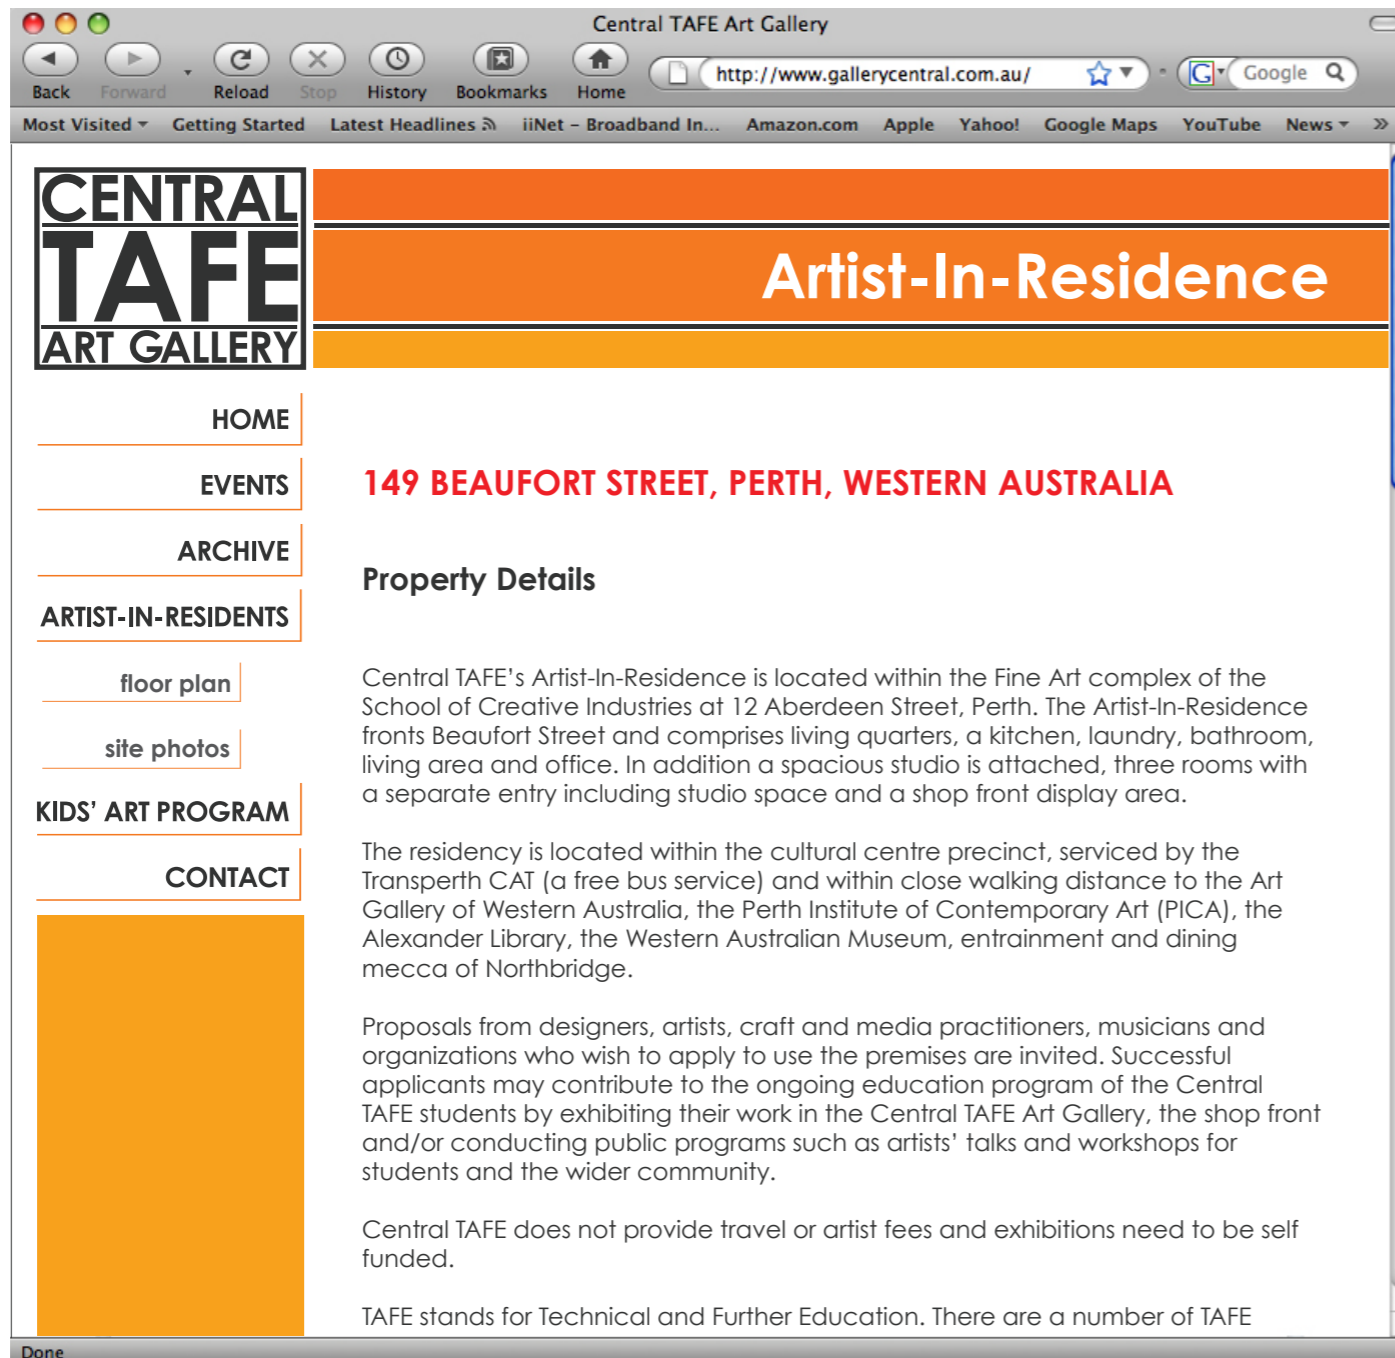 Central TAFE Art Gallery
http://www.gallerycentral.com.au/
Google
Back Forward Reload Stop History Bookmarks Home
Most Visited Getting Started Latest Headlines iiNet – Broadband In... Amazon.com Apple Yahoo! Google Maps YouTube News »
CENTRAL
TAFE
ART GALLERY
Artist-In-Residence
HOME
EVENTS
ARCHIVE
ARTIST-IN-RESIDENTS
floor plan
site photos
KIDS' ART PROGRAM
CONTACT
149 BEAUFORT STREET, PERTH, WESTERN AUSTRALIA
Property Details
Central TAFE's Artist-In-Residence is located within the Fine Art complex of the
School of Creative Industries at 12 Aberdeen Street, Perth. The Artist-In-Residence
fronts Beaufort Street and comprises living quarters, a kitchen, laundry, bathroom,
living area and office. In addition a spacious studio is attached, three rooms with
a separate entry including studio space and a shop front display area.
The residency is located within the cultural centre precinct, serviced by the
Transperth CAT (a free bus service) and within close walking distance to the Art
Gallery of Western Australia, the Perth Institute of Contemporary Art (PICA), the
Alexander Library, the Western Australian Museum, entrainment and dining
mecca of Northbridge.
Proposals from designers, artists, craft and media practitioners, musicians and
organizations who wish to apply to use the premises are invited. Successful
applicants may contribute to the ongoing education program of the Central
TAFE students by exhibiting their work in the Central TAFE Art Gallery, the shop front
and/or conducting public programs such as artists' talks and workshops for
students and the wider community.
Central TAFE does not provide travel or artist fees and exhibitions need to be self
funded.
TAFE stands for Technical and Further Education. There are a number of TAFE
Done